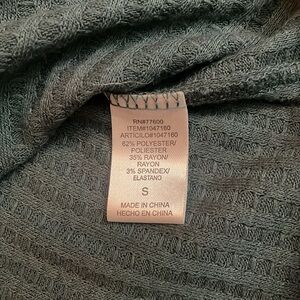 RN#77600
ITEM#1047160
ARTICULO#1047160
62% POLYESTER/
POLIESTER
35% RAYON/
RAYON
3% SPANDEX/
ELASTANO
S
MADE IN CHINA
HECHO EN CHINA